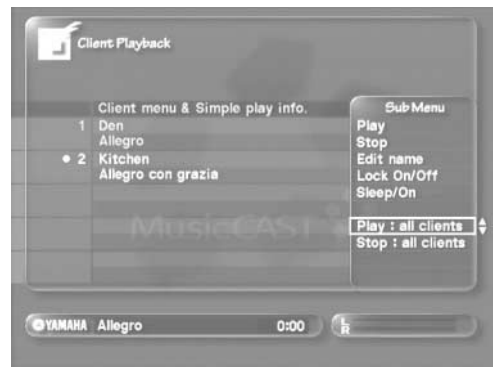 Client Playback
Client menu & Simple play info.
1 Den
Allegro
2 Kitchen
Allegro con grazia
MusicCAST
Sub Menu
Play
Stop
Edit name
Lock On/Off
Sleep/On
Play : all clients
Stop : all clients
YAMAHA Allegro 0:00
L
R